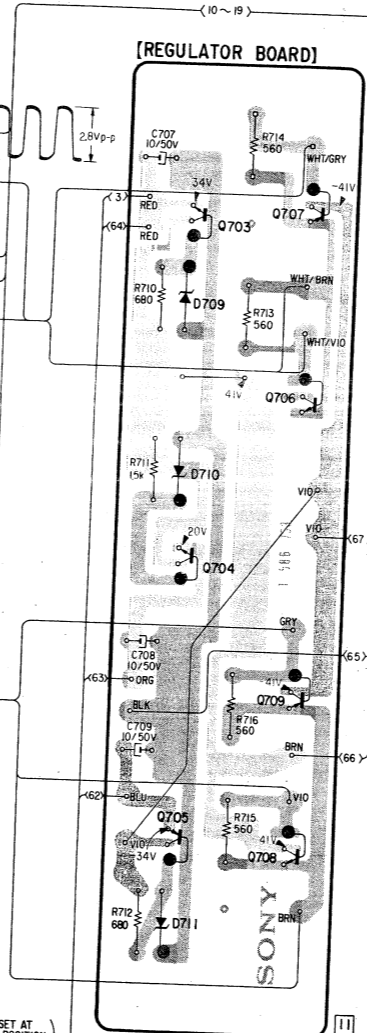 (10~19)
[REGULATOR BOARD]
2.8Vp-p
C707
10/50V
R714
560
WHT/GRY
(3)
RED
34V
Q703
-41V
Q707
(64)
RED
R710
680
D709
WHT/BRN
R713
560
WHT/VIO
41V
Q706
R711
1.5k
D710
VIO
20V
Q704
VIO
(67)
GRY
C708
10/50V
(65)
(63)
ORG
BLK
41V
Q709
R716
560
C709
10/50V
BRN
(66)
(62)
BLU
VIO
Q705
R715
560
VIO
-34V
41V
Q708
R712
680
D711
SONY
BRN
SET AT
11